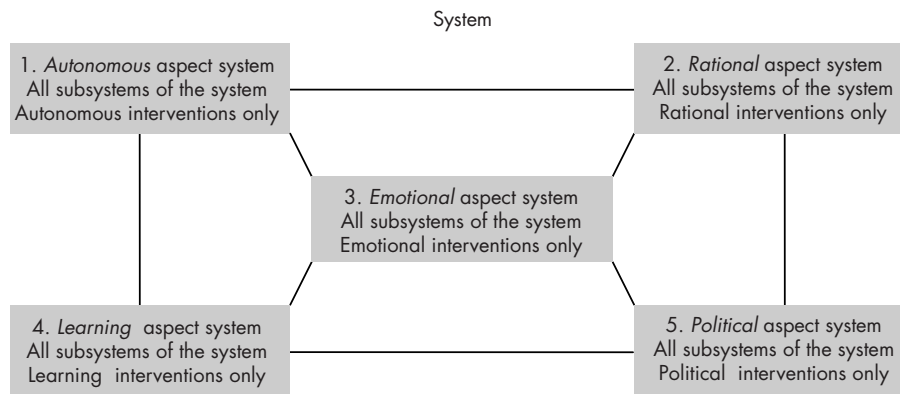 System
1. Autonomous aspect system
All subsystems of the system
Autonomous interventions only
2. Rational aspect system
All subsystems of the system
Rational interventions only
3. Emotional aspect system
All subsystems of the system
Emotional interventions only
4. Learning aspect system
All subsystems of the system
Learning interventions only
5. Political aspect system
All subsystems of the system
Political interventions only